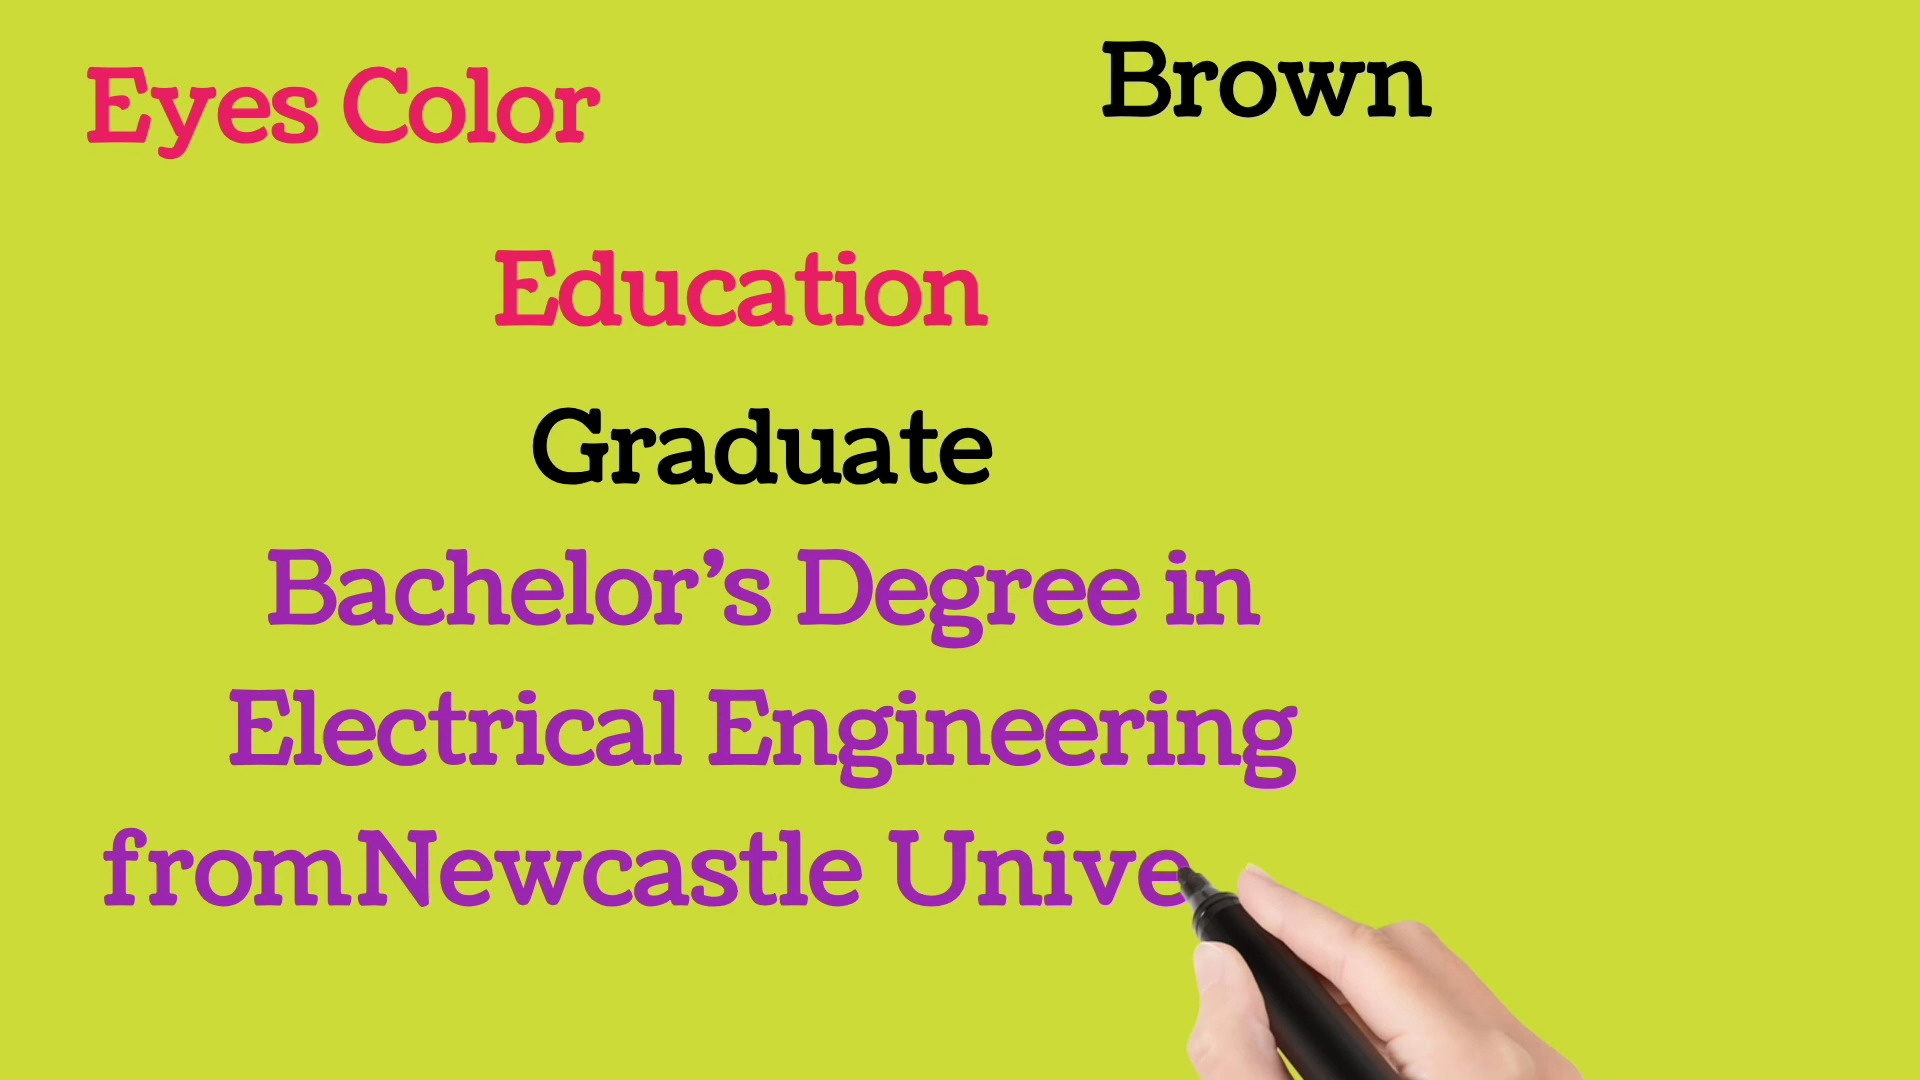 Eyes Color Brown
Education
Graduate
Bachelor’s Degree in
Electrical Engineering
fromNewcastle Unive